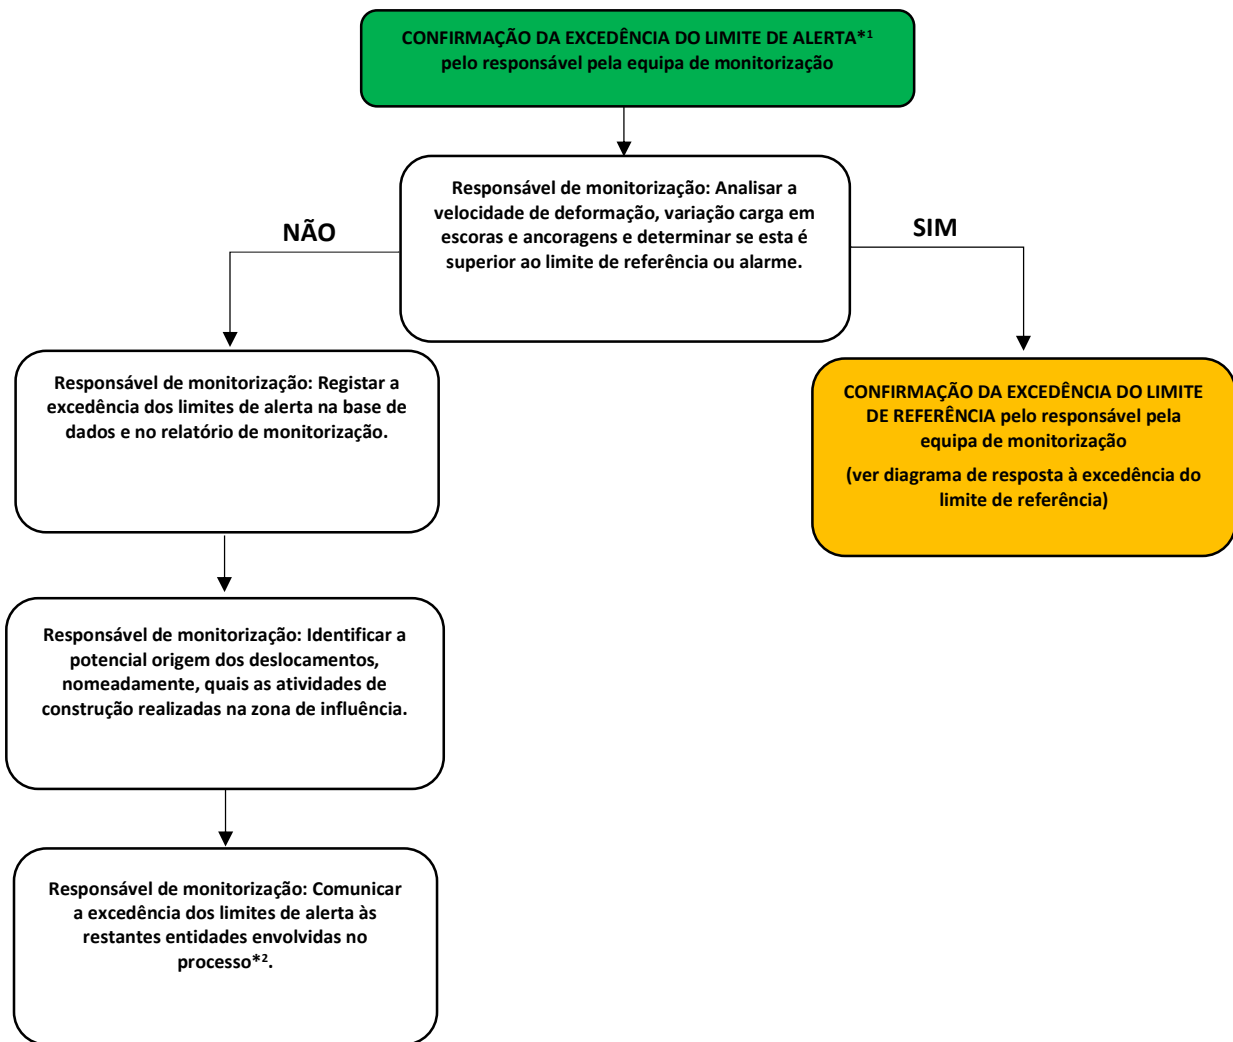 CONFIRMAÇÃO DA EXCEDÊNCIA DO LIMITE DE ALERTA*1
pelo responsável pela equipa de monitorização
Responsável de monitorização: Analisar a
velocidade de deformação, variação carga em
escoras e ancoragens e determinar se esta é
superior ao limite de referência ou alarme.
NÃO
SIM
Responsável de monitorização: Registar a
excedência dos limites de alerta na base de
dados e no relatório de monitorização.
CONFIRMAÇÃO DA EXCEDÊNCIA DO LIMITE
DE REFERÊNCIA pelo responsável pela
equipa de monitorização
(ver diagrama de resposta à excedência do
limite de referência)
Responsável de monitorização: Identificar a
potencial origem dos deslocamentos,
nomeadamente, quais as atividades de
construção realizadas na zona de influência.
Responsável de monitorização: Comunicar
a excedência dos limites de alerta às
restantes entidades envolvidas no
processo*2.